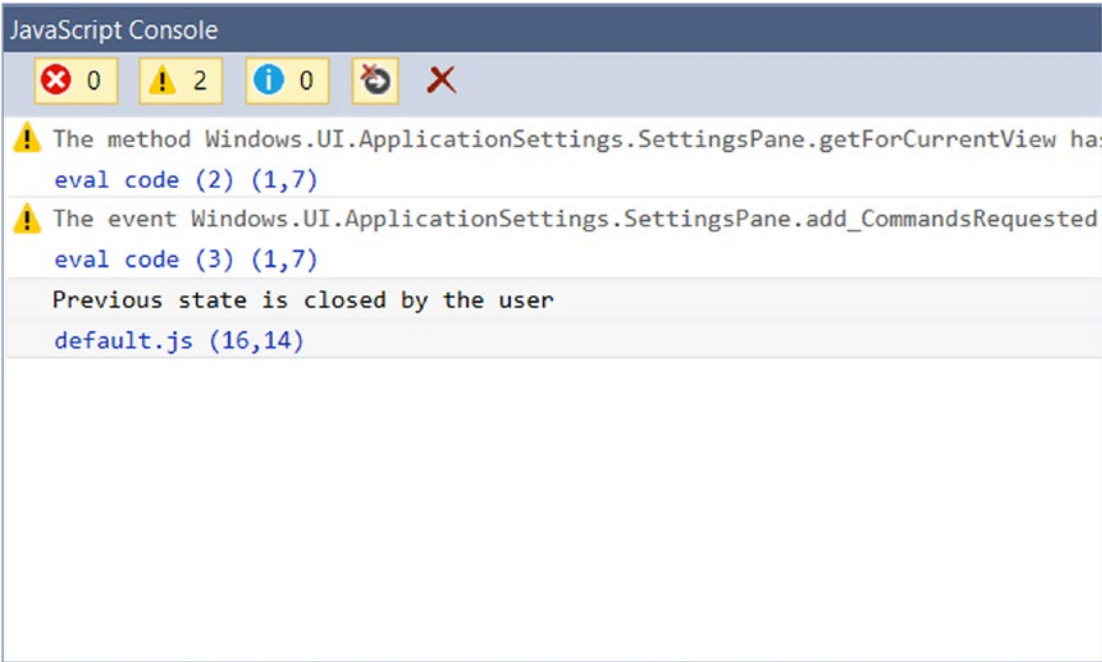 JavaScript Console
0 2 0
The method Windows.UI.ApplicationSettings.SettingsPane.getForCurrentView
eval code (2) (1,7)
The event Windows.UI.ApplicationSettings.SettingsPane.add_CommandsRequested
eval code (3) (1,7)
Previous state is closed by the user
default.js (16,14)